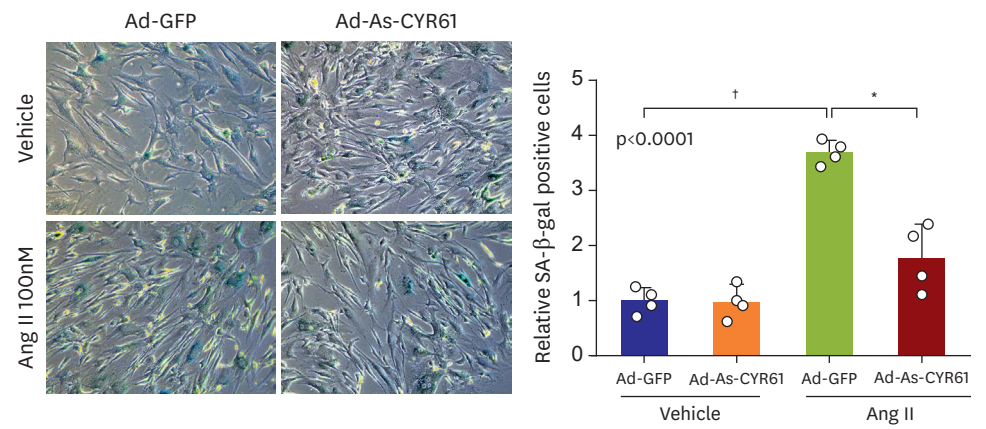 Ad-GFP
Ad-As-CYR61
Vehicle
Ang II 100nM
Relative SA-β-gal positive cells
5
4
3
2
1
0
†
*
p<0.0001
Ad-GFP
Ad-As-CYR61
Ad-GFP
Ad-As-CYR61
Vehicle
Ang II